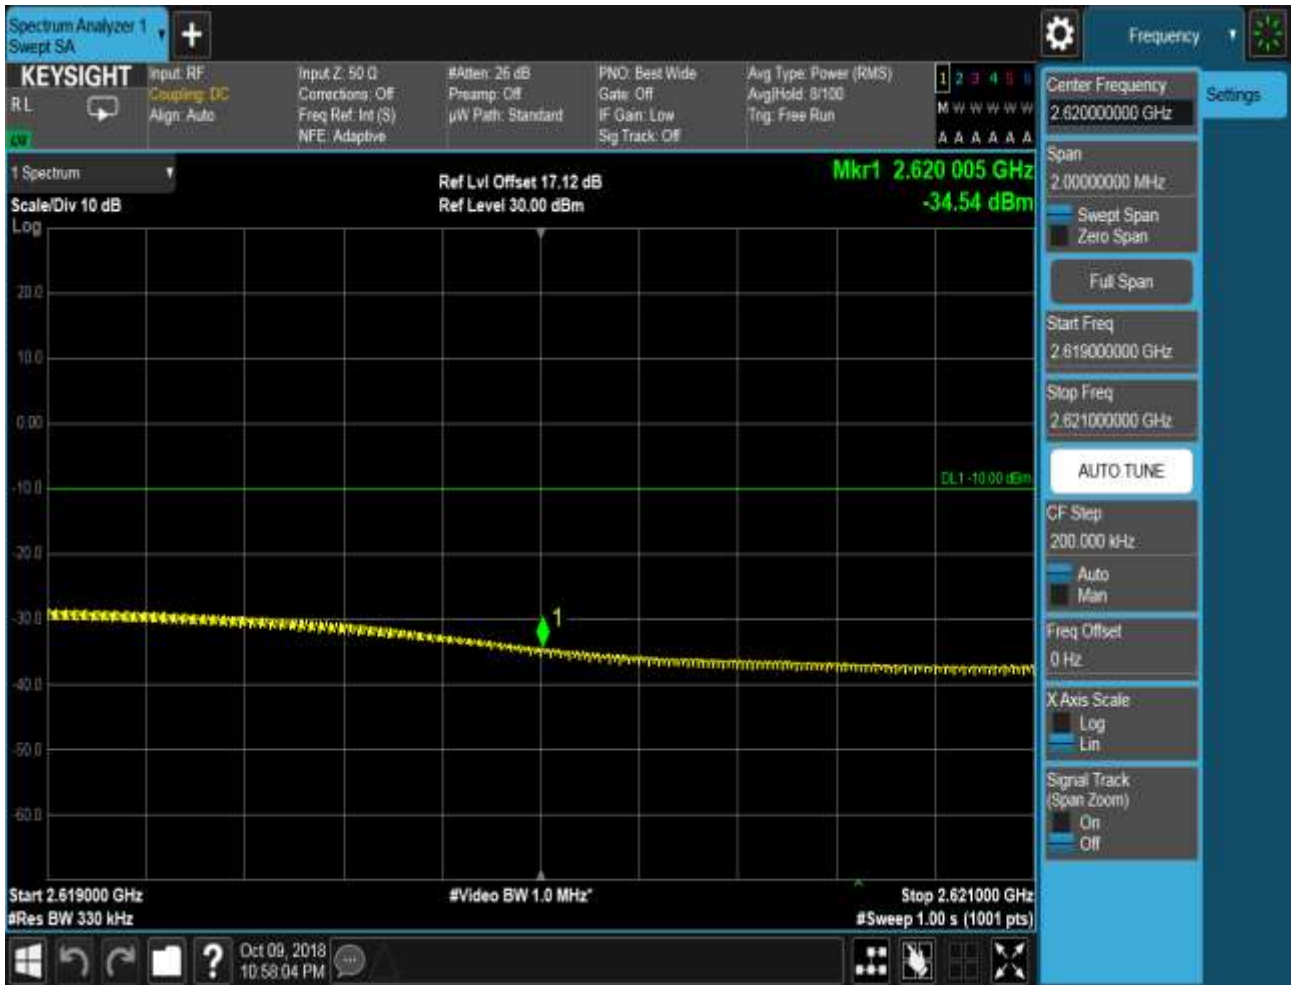 Spectrum Analyzer 1
Swept SA
+
Frequency
KEYSIGHT
RL
Input: RF
Coupling: DC
Align: Auto
Input Z: 50 Ω
Corrections: Off
Freq Ref: Int (S)
NFE: Adaptive
#Atten: 26 dB
Preamp: Off
µW Path: Standard
PNO: Best Wide
Gate: Off
IF Gain: Low
Sig Track: Off
Avg Type: Power (RMS)
Avg|Hold: 8/100
Trig: Free Run
1 2 3 4 5 6
M W W W W W
A A A A A A
1 Spectrum
Scale/Div 10 dB
Log
Ref Lvl Offset 17.12 dB
Ref Level 30.00 dBm
Mkr1 2.620 005 GHz
-34.54 dBm
20.0
10.0
0.00
-10.0
-20.0
-30.0
-40.0
-50.0
-60.0
DL1 -10.00 dBm
1
Start 2.619000 GHz
#Res BW 330 kHz
#Video BW 1.0 MHz*
Stop 2.621000 GHz
#Sweep 1.00 s (1001 pts)
Center Frequency
2.620000000 GHz
Settings
Span
2.00000000 MHz
Swept Span
Zero Span
Full Span
Start Freq
2.619000000 GHz
Stop Freq
2.621000000 GHz
AUTO TUNE
CF Step
200.000 kHz
Auto
Man
Freq Offset
0 Hz
X Axis Scale
Log
Lin
Signal Track
(Span Zoom)
On
Off
?
Oct 09, 2018
10:58:04 PM